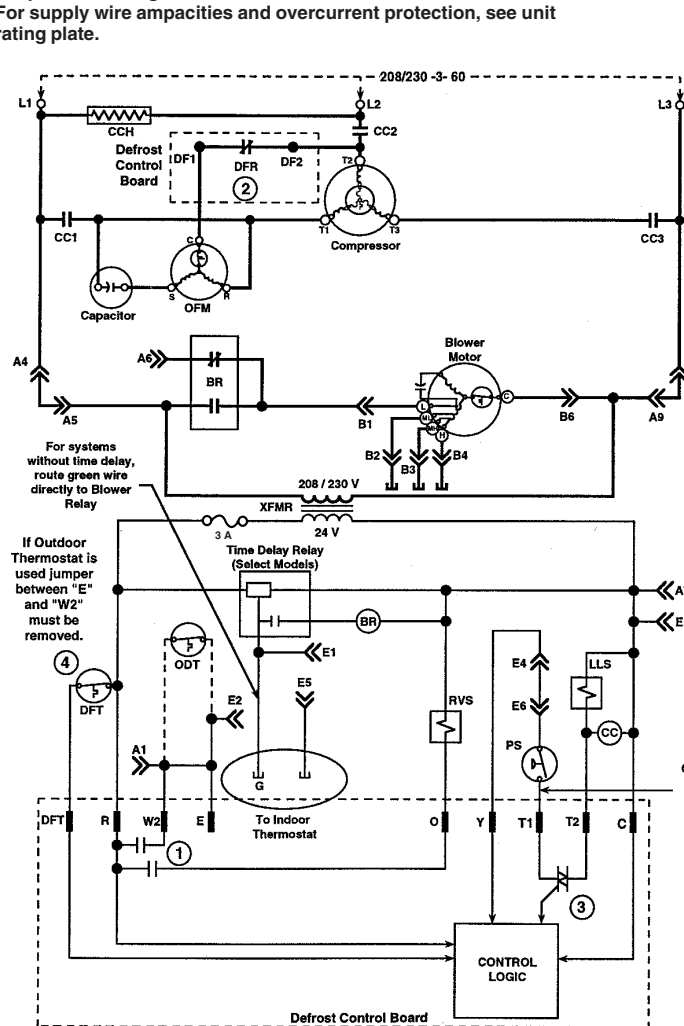 For supply wire ampacities and overcurrent protection, see unit
rating plate.
208/230 -3- 60
L1
L2
L3
CCH
CC2
Defrost
Control
Board
DF1
DFR
DF2
2
T2
T1
T3
Compressor
CC1
CC3
C
S
R
OFM
Capacitor
A4
A6
BR
A5
B1
Blower
Motor
L
ML
MH
H
C
B6
A9
B2
B3
B4
For systems
without time delay,
route green wire
directly to Blower
Relay
208 / 230 V
XFMR
24 V
3 A
If Outdoor
Thermostat is
used jumper
between "E"
and "W2"
must be
removed.
Time Delay Relay
(Select Models)
BR
A
E
4
ODT
DFT
E1
E2
E5
E4
E6
LLS
RVS
PS
CC
A1
G
To Indoor
Thermostat
DFT
R
W2
E
O
Y
T1
T2
C
1
3
CONTROL
LOGIC
Defrost Control Board